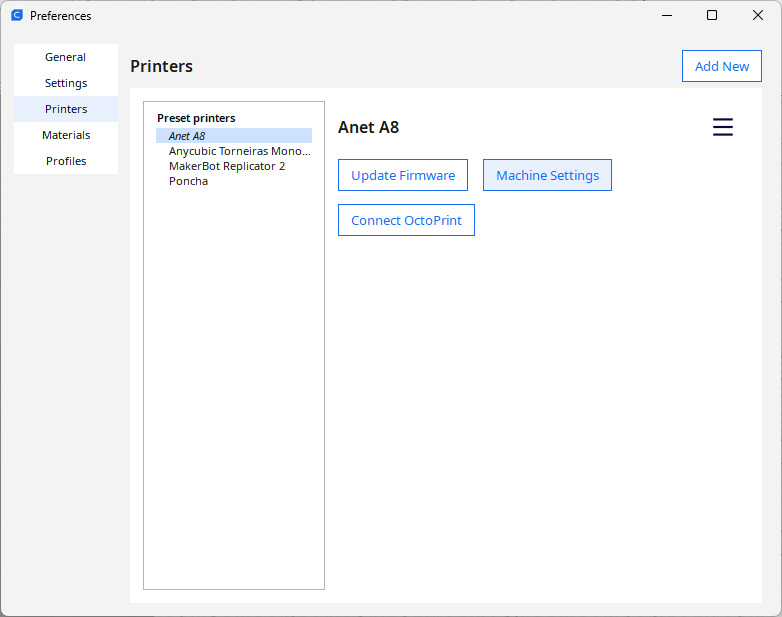 Preferences
General
Settings
Printers
Materials
Profiles
Printers
Add New
Preset printers
Anet A8
Anycubic Torneiras Mono...
MakerBot Replicator 2
Poncha
Anet A8
Update Firmware
Machine Settings
Connect OctoPrint